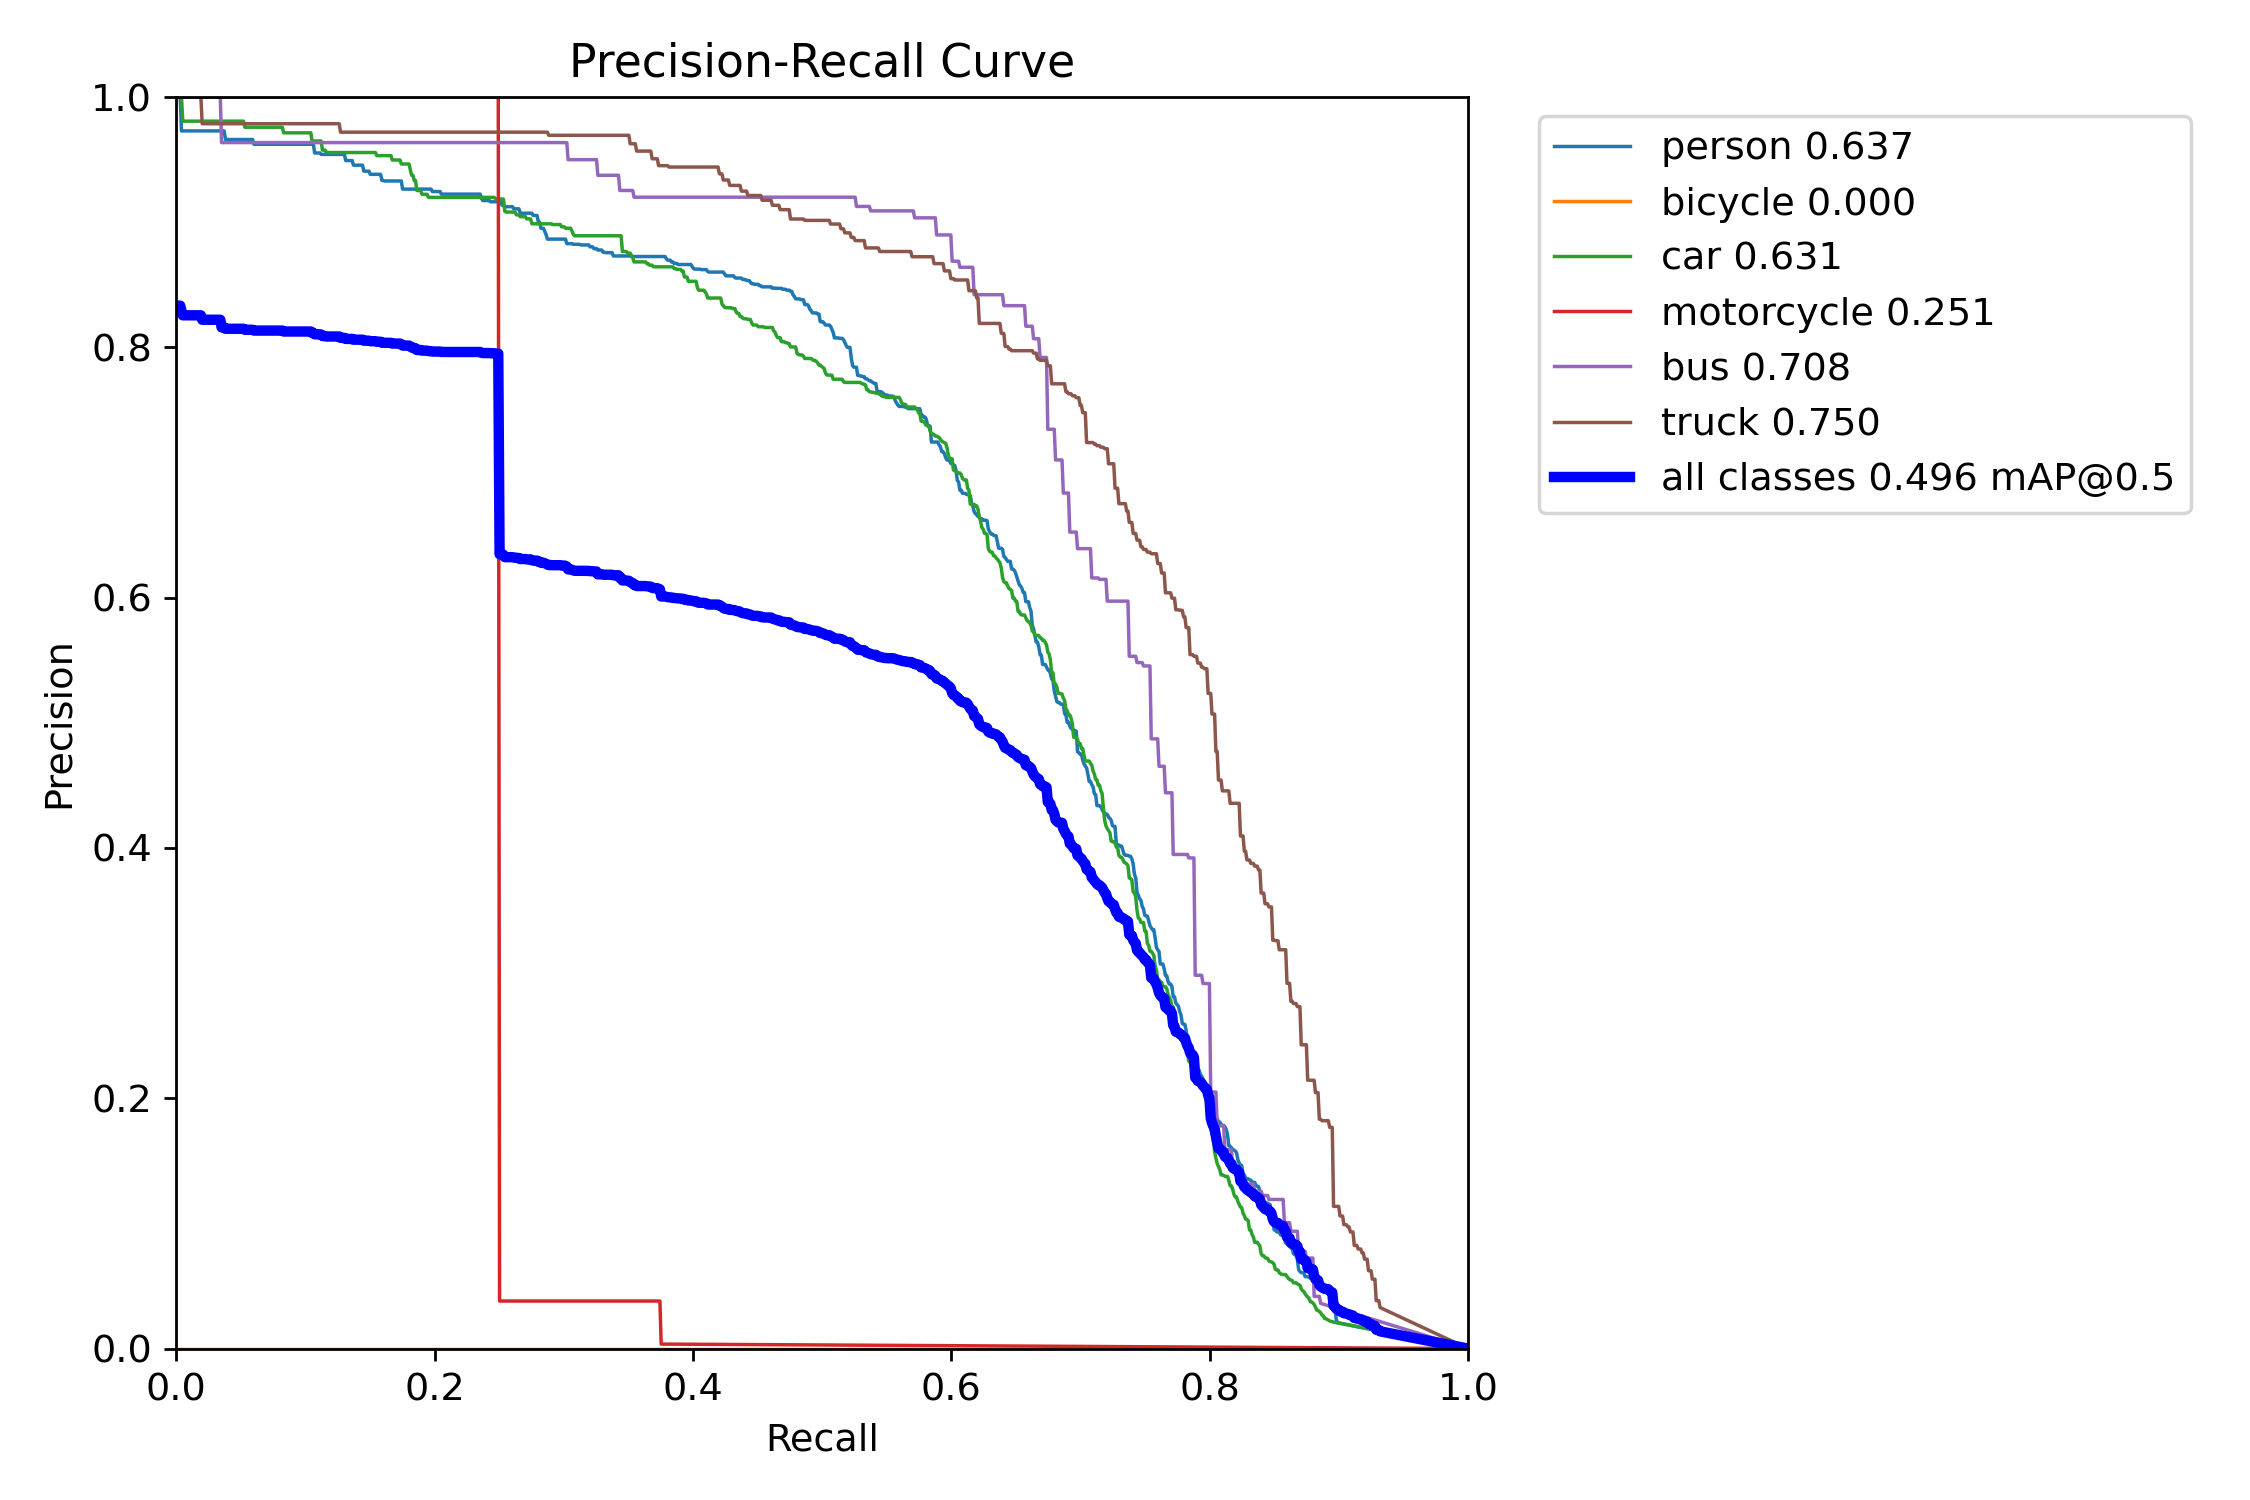 Precision-Recall Curve
1.0
0.8
0.6
0.4
0.2
0.0
Precision
0.0 0.2 0.4 0.6 0.8 1.0
Recall
person 0.637
bicycle 0.000
car 0.631
motorcycle 0.251
bus 0.708
truck 0.750
all classes 0.496 mAP@0.5